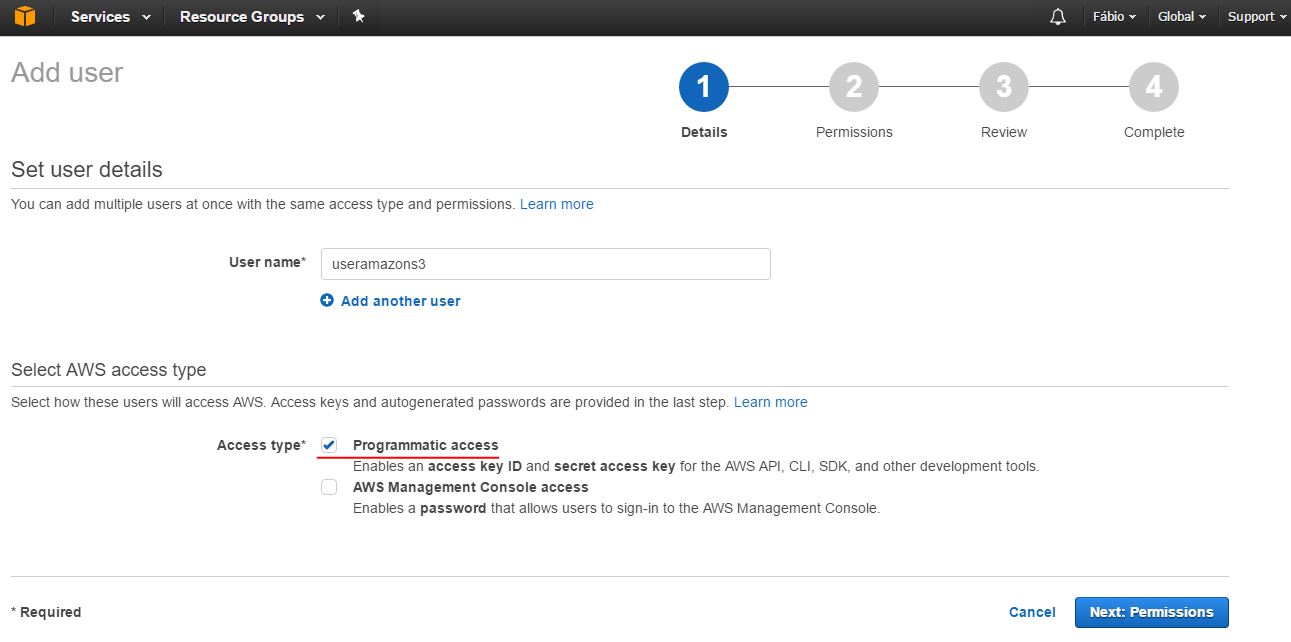 Services Resource Groups Fábio Global Support
Add user
1 2 3 4
Details Permissions Review Complete
Set user details
You can add multiple users at once with the same access type and permissions. Learn more
User name* useramazons3
Add another user
Select AWS access type
Select how these users will access AWS. Access keys and autogenerated passwords are provided in the last step. Learn more
Access type* Programmatic access
Enables an access key ID and secret access key for the AWS API, CLI, SDK, and other development tools.
AWS Management Console access
Enables a password that allows users to sign-in to the AWS Management Console.
* Required Cancel Next: Permissions